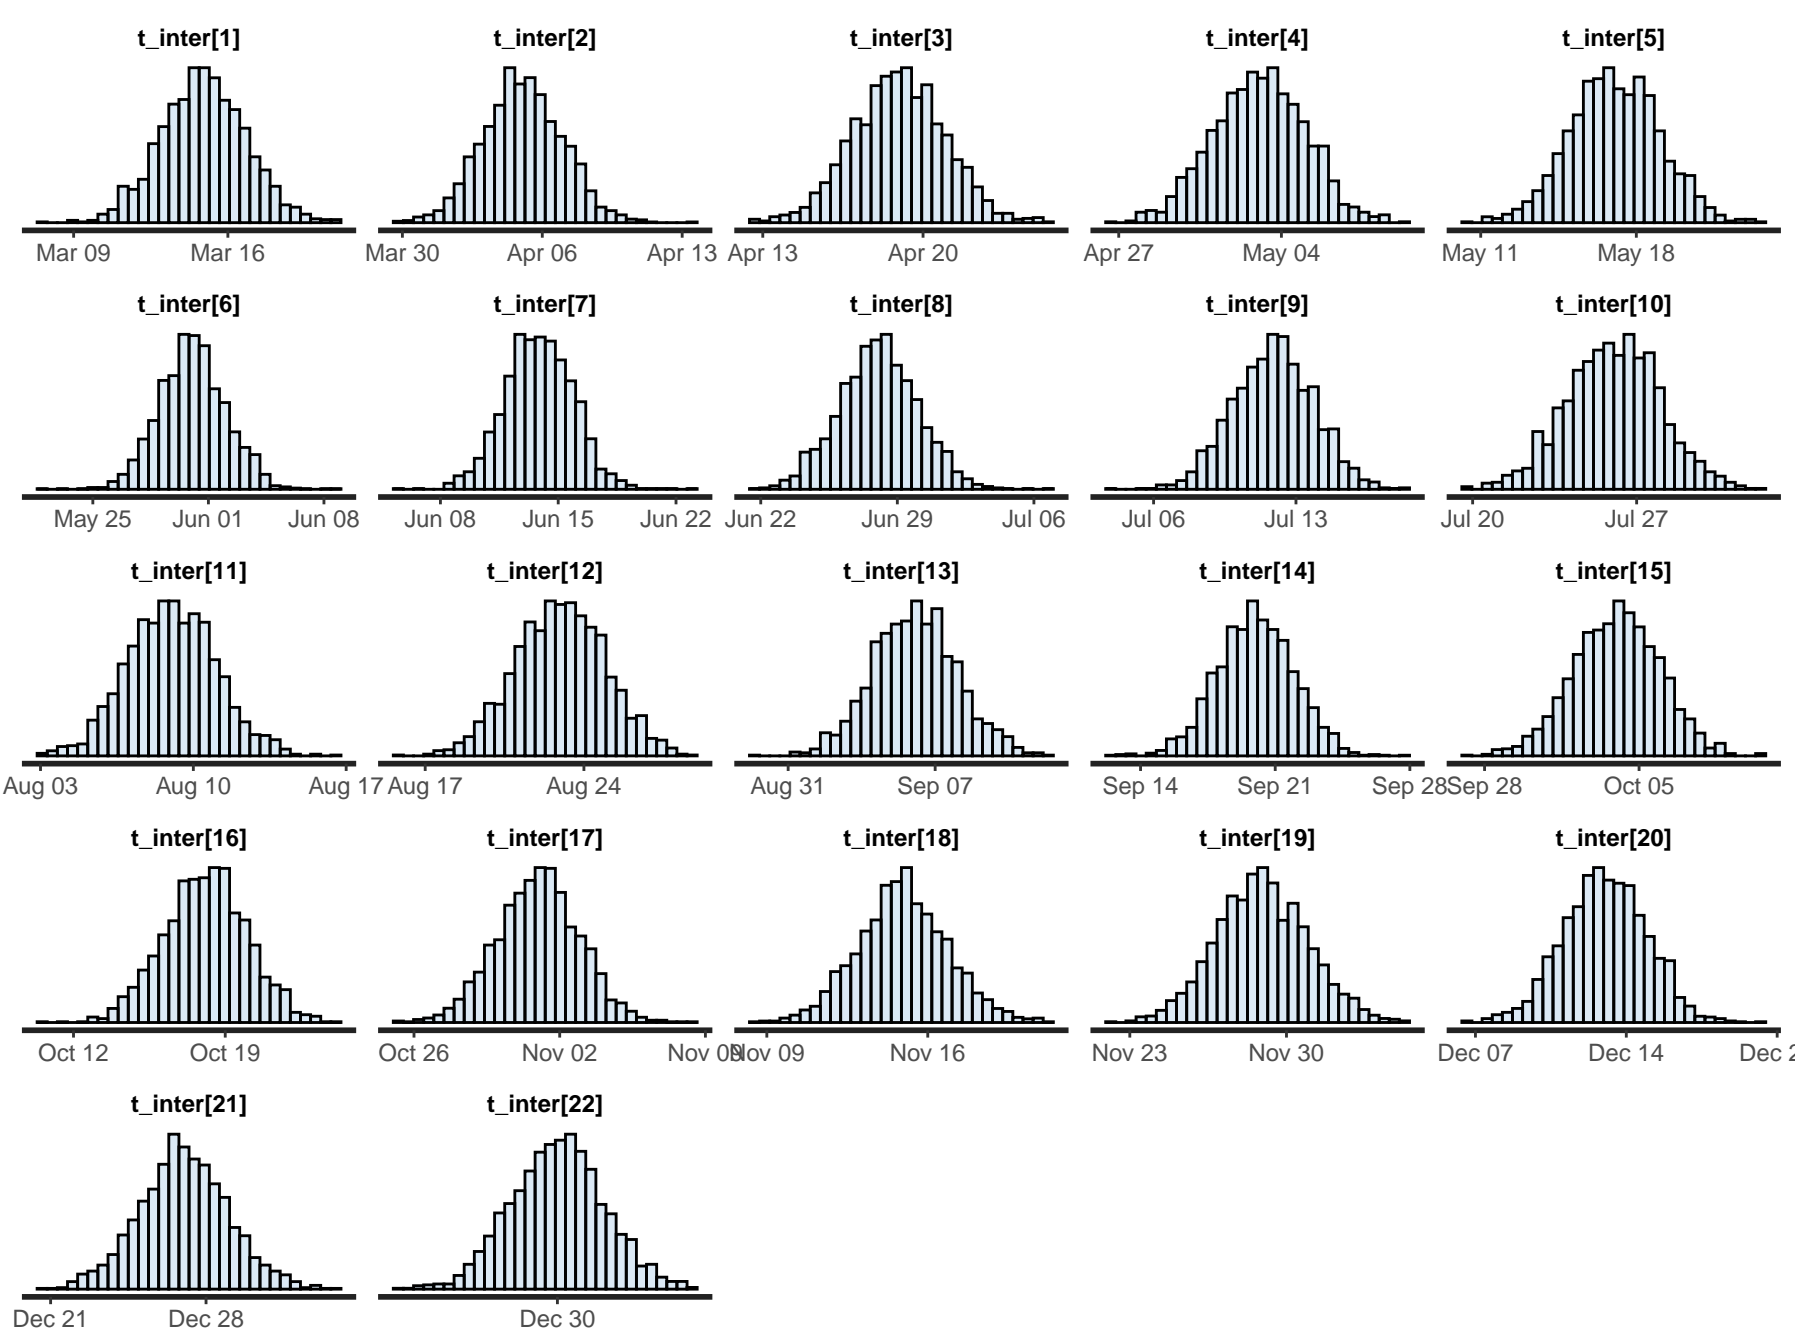 t_inter[1] t_inter[2] t_inter[3] t_inter[4] t_inter[5]
Mar 09 Mar 16 Mar 30 Apr 06 Apr 13 Apr 13 Apr 20 Apr 27 May 04 May 11 May 18
t_inter[6] t_inter[7] t_inter[8] t_inter[9] t_inter[10]
May 25 Jun 01 Jun 08 Jun 08 Jun 15 Jun 22 Jun 22 Jun 29 Jul 06 Jul 06 Jul 13 Jul 20 Jul 27
t_inter[11] t_inter[12] t_inter[13] t_inter[14] t_inter[15]
Aug 03 Aug 10 Aug 17 Aug 17 Aug 24 Aug 31 Sep 07 Sep 14 Sep 21 Sep 28 Sep 28 Oct 05
t_inter[16] t_inter[17] t_inter[18] t_inter[19] t_inter[20]
Oct 12 Oct 19 Oct 26 Nov 02 Nov 09 Nov 09 Nov 16 Nov 23 Nov 30 Dec 07 Dec 14 Dec
t_inter[21] t_inter[22]
Dec 21 Dec 28 Dec 30